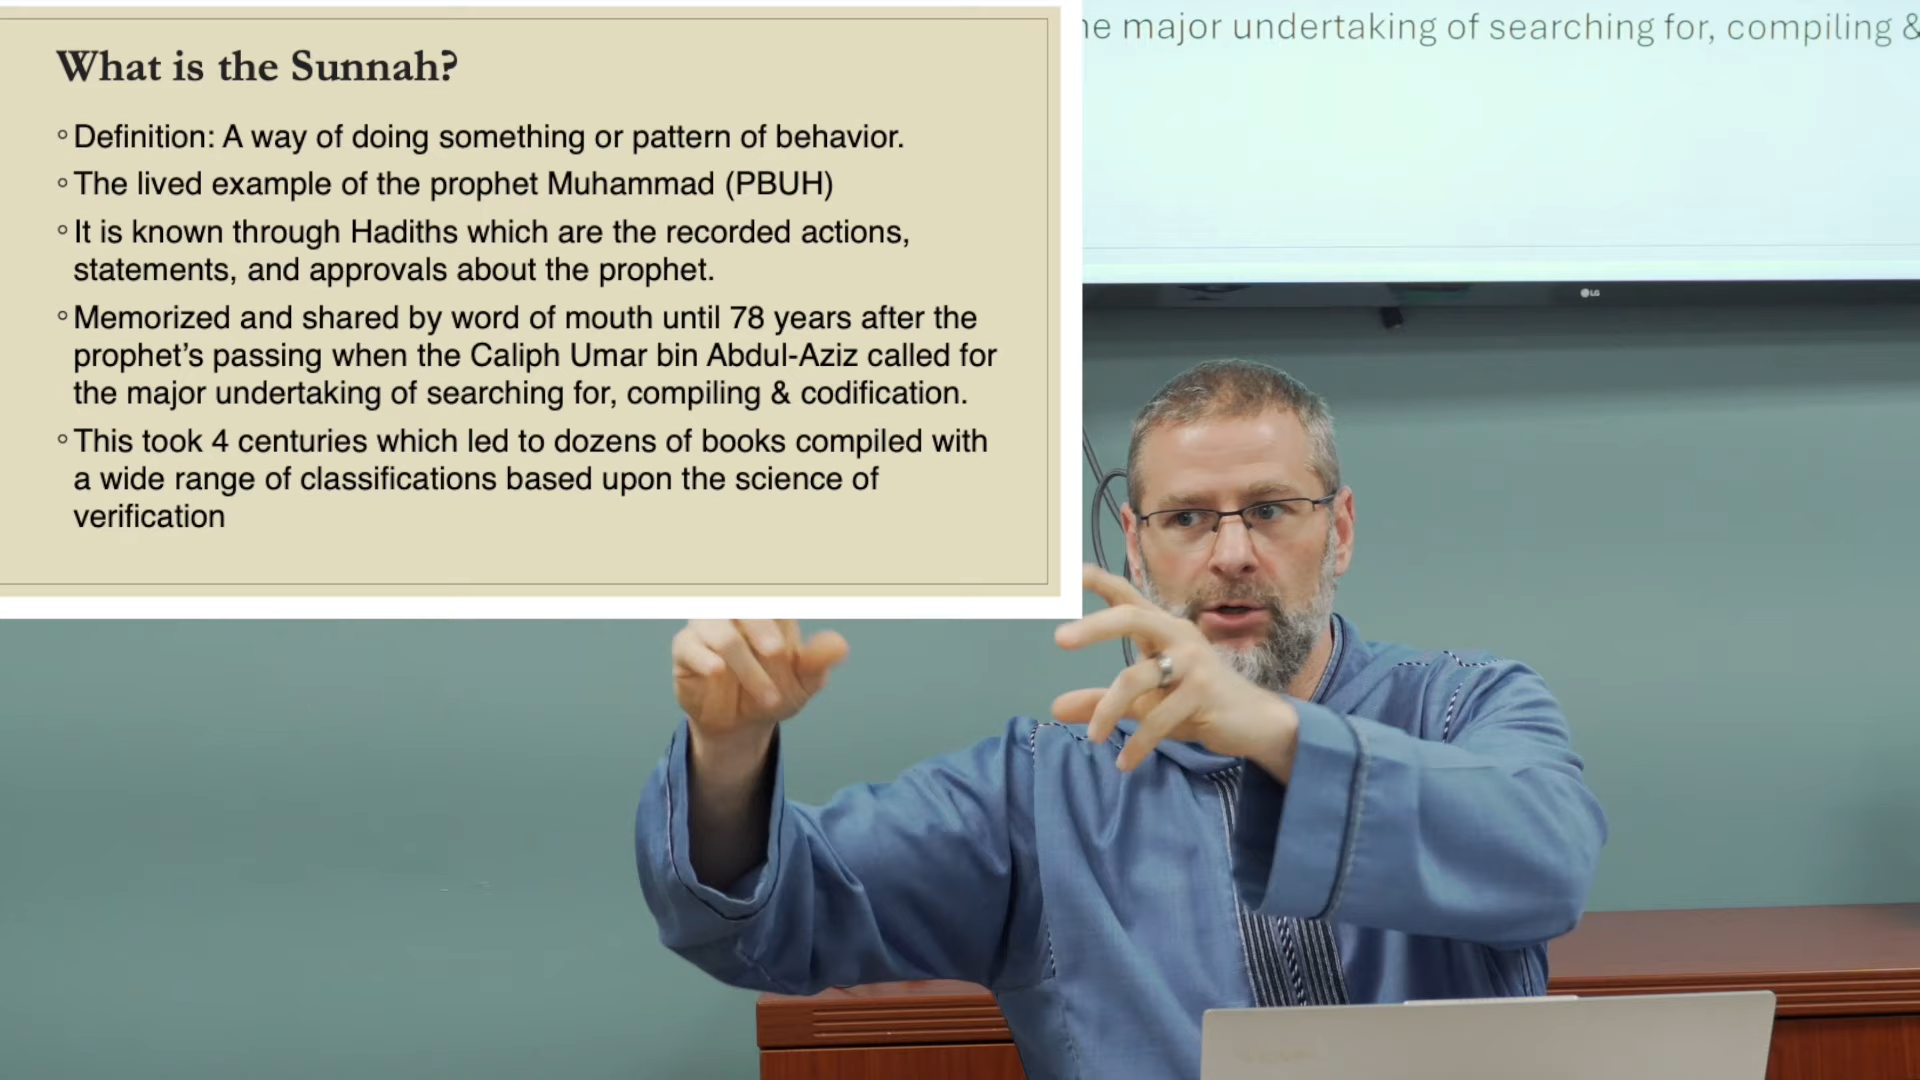 What is the Sunnah?
◦ Definition: A way of doing something or pattern of behavior.
◦ The lived example of the prophet Muhammad (PBUH)
◦ It is known through Hadiths which are the recorded actions,
statements, and approvals about the prophet.
◦ Memorized and shared by word of mouth until 78 years after the
prophet’s passing when the Caliph Umar bin Abdul-Aziz called for
the major undertaking of searching for, compiling & codification.
◦ This took 4 centuries which led to dozens of books compiled with
a wide range of classifications based upon the science of
verification
he major undertaking of searching for, compiling &
LG